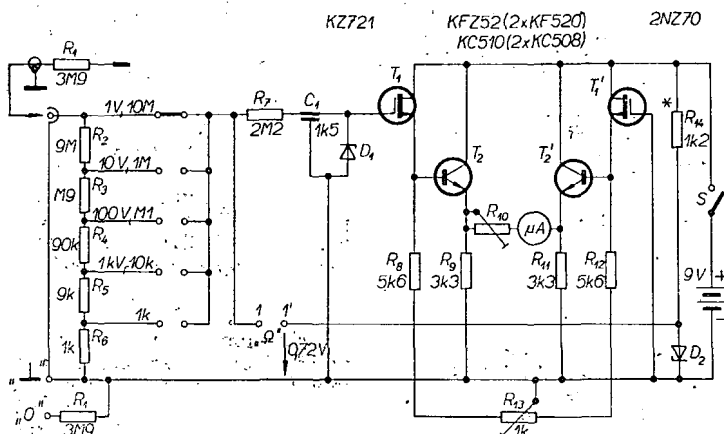 KZ721
KFZ52 (2xKF520)
KC510 (2xKC508)
2NZ70
R1
3M9
1V, 10M
R2
9M
10V, 1M
R3
M9
100V, M1
R4
90k
1kV, 10k
R5
9k
1k
R6
1k
R7
2M2
C1
1k5
D1
T1
T2
T2'
T1'
R10
µA
R8
5k6
R9
3k3
R11
3k3
R12
5k6
*
R14
1k2
S
9V
+
−
D2
1
1'
"Ω"
0,72V
R13
1k
"0"
R1
3M9